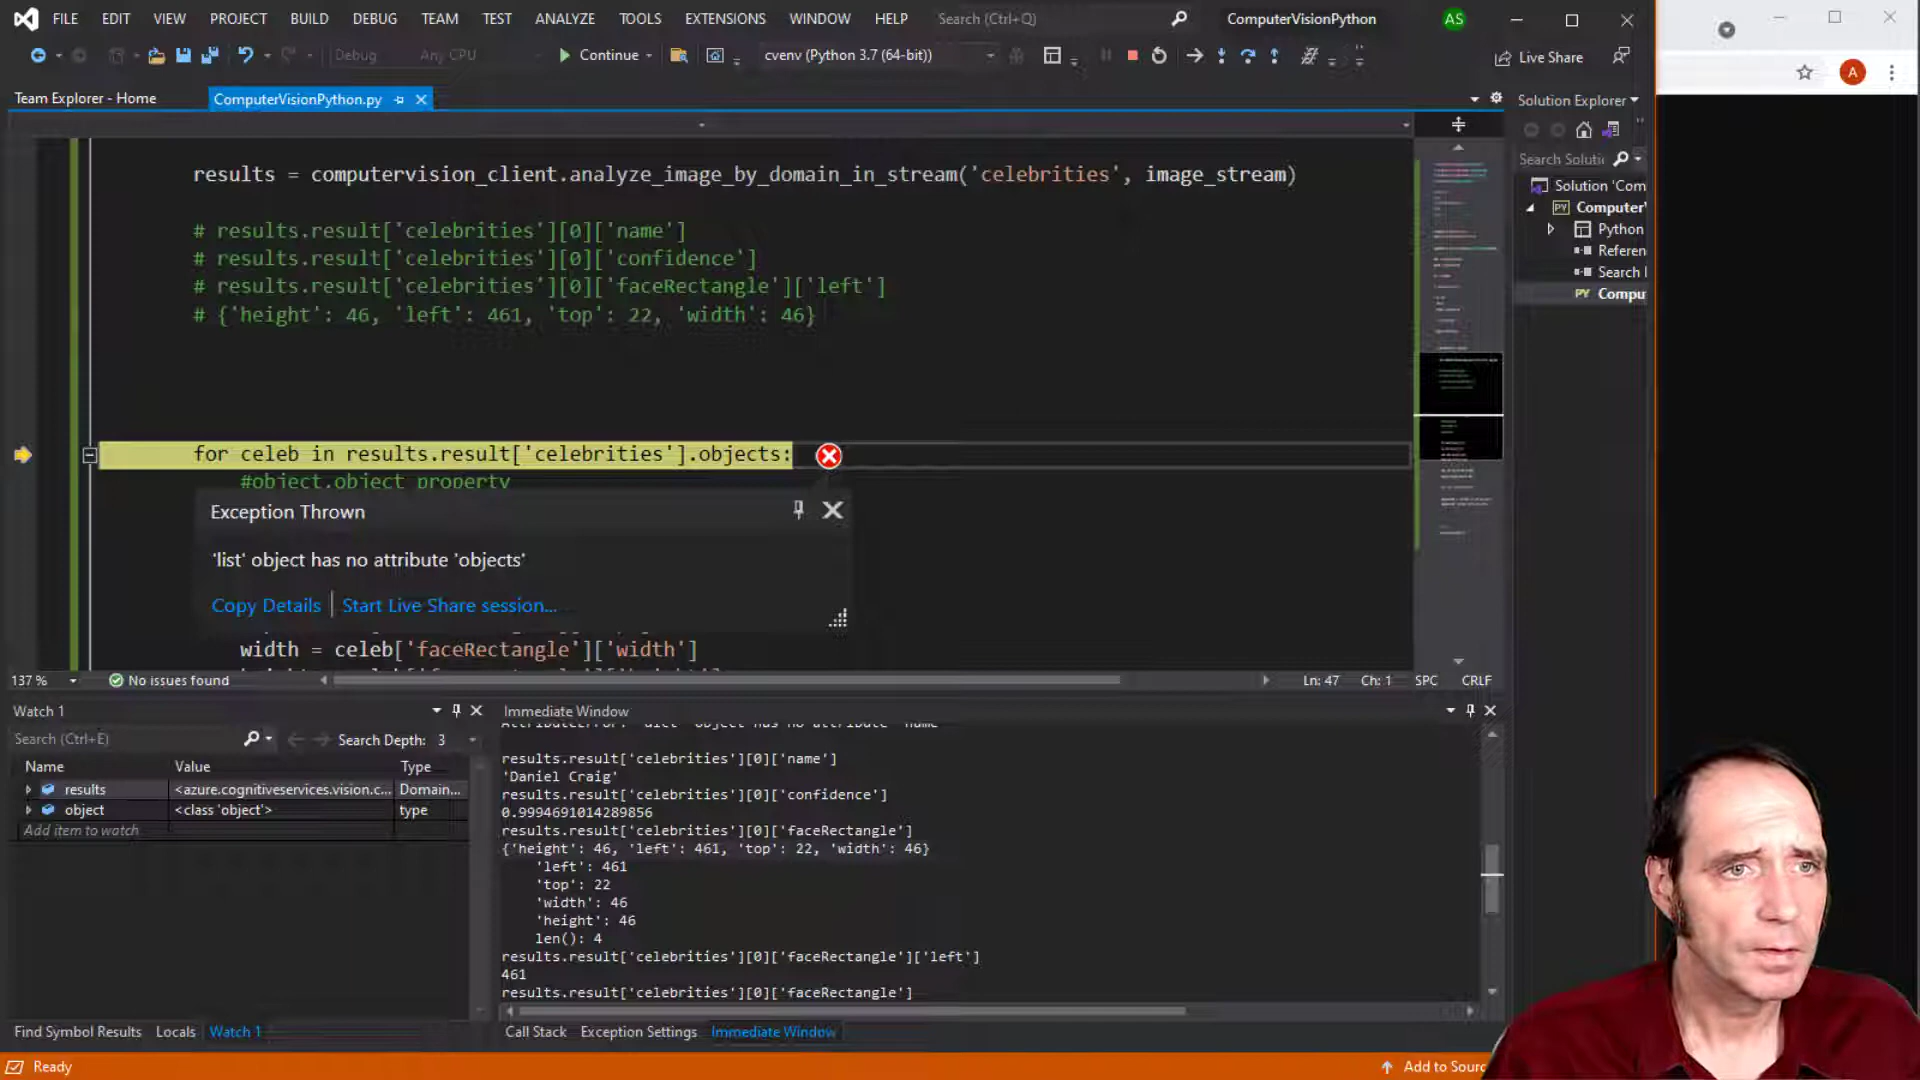 FILE EDIT VIEW PROJECT BUILD DEBUG TEAM TEST ANALYZE TOOLS EXTENSIONS WINDOW HELP Search (Ctrl+Q) ComputerVisionPython AS
Debug Any CPU Continue cvenv (Python 3.7 (64-bit)) Live Share A
Team Explorer - Home ComputerVisionPython.py Solution Explorer
results = computervision_client.analyze_image_by_domain_in_stream('celebrities', image_stream)
# results.result['celebrities'][0]['name']
# results.result['celebrities'][0]['confidence']
# results.result['celebrities'][0]['faceRectangle']['left']
# {'height': 46, 'left': 461, 'top': 22, 'width': 46}
for celeb in results.result['celebrities'].objects:
#object.object property
Exception Thrown
'list' object has no attribute 'objects'
Copy Details | Start Live Share session...
width = celeb['faceRectangle']['width']
137 % No issues found Ln: 47 Ch: 1 SPC CRLF
Search Soluti
Solution 'Com
PY Computer
Python
Referen
Search
PY Compu
Watch 1
Search (Ctrl+E) Search Depth: 3
Name Value Type
results <azure.cognitiveservices.vision.c... Domain...
object <class 'object'> type
Add item to watch
Find Symbol Results Locals Watch 1
Immediate Window
AttributeError: 'dict' object has no attribute 'name'
results.result['celebrities'][0]['name']
'Daniel Craig'
results.result['celebrities'][0]['confidence']
0.9994691014289856
results.result['celebrities'][0]['faceRectangle']
{'height': 46, 'left': 461, 'top': 22, 'width': 46}
'left': 461
'top': 22
'width': 46
'height': 46
len(): 4
results.result['celebrities'][0]['faceRectangle']['left']
461
results.result['celebrities'][0]['faceRectangle']
Call Stack Exception Settings Immediate Window
Ready Add to Sourc